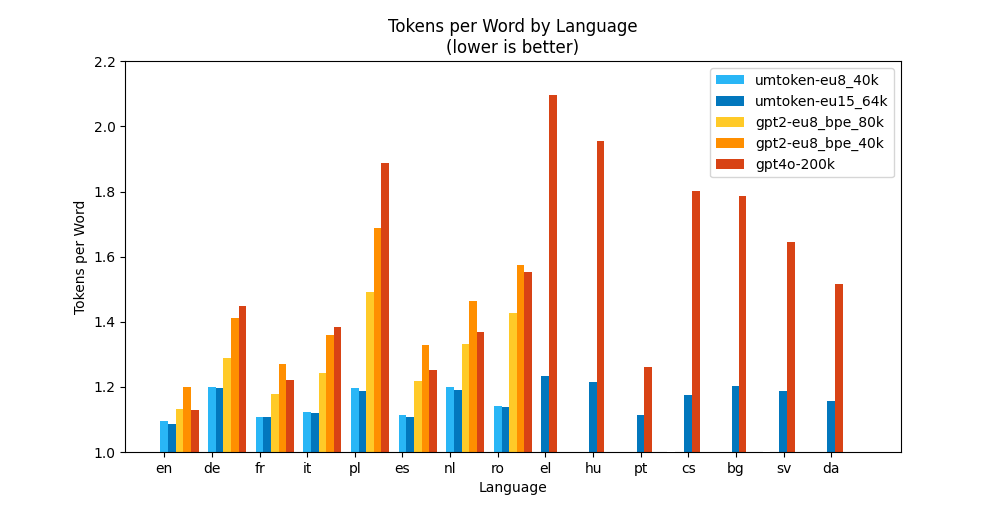 Tokens per Word by Language
(lower is better)
umtoken-eu8_40k
umtoken-eu15_64k
gpt2-eu8_bpe_80k
gpt2-eu8_bpe_40k
gpt4o-200k
Tokens per Word
2.2
2.0
1.8
1.6
1.4
1.2
1.0
en de fr it pl es nl ro el hu pt cs bg sv da
Language